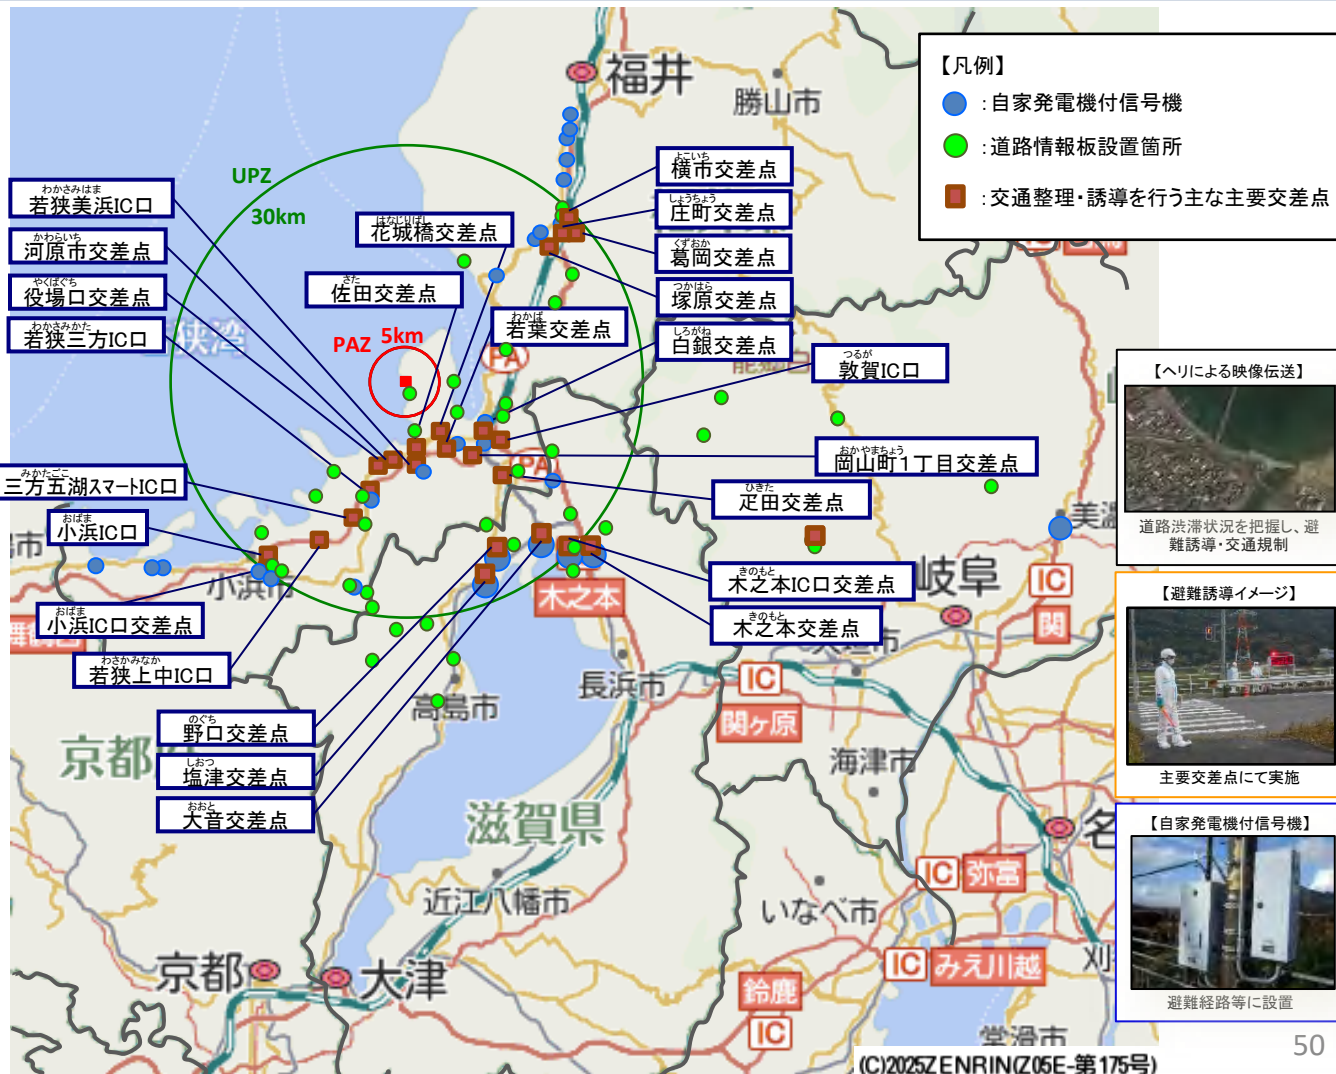 【凡例】
：自家発電機付信号機
：道路情報板設置箇所
：交通整理・誘導を行う主な主要交差点
福井
勝山市
UPZ
30km
PAZ 5km
わかさみはま
若狭美浜IC口
かわらいち
河原市交差点
やくばぐち
役場口交差点
わかさみかた
若狭三方IC口
はなじりばし
花城橋交差点
さた
佐田交差点
わかば
若葉交差点
よこいち
横市交差点
しょうちょう
庄町交差点
くずおか
葛岡交差点
つかはら
塚原交差点
しろがね
白銀交差点
つるが
敦賀IC口
おかやまちょう
岡山町1丁目交差点
ひきた
疋田交差点
きのもと
木之本IC口交差点
きのもと
木之本交差点
みかたごこ
三方五湖スマートIC口
おばま
小浜IC口
おばま
小浜IC口交差点
わさかみなか
若狭上中IC口
のぐち
野口交差点
しおつ
塩津交差点
おおと
大音交差点
狭湾
PA
PA
小浜市
木之本
高島市
長浜市
岐阜
IC
関
IC
関ヶ原
海津市
滋賀県
京都
近江八幡市
いなべ市
IC 弥富
IC みえ川越
鈴鹿
IC
京都
大津
常滑市
【ヘリによる映像伝送】
道路渋滞状況を把握し、避
難誘導・交通規制
【避難誘導イメージ】
主要交差点にて実施
【自家発電機付信号機】
避難経路等に設置
(C)2025ZENRIN(Z05E-第175号)
50